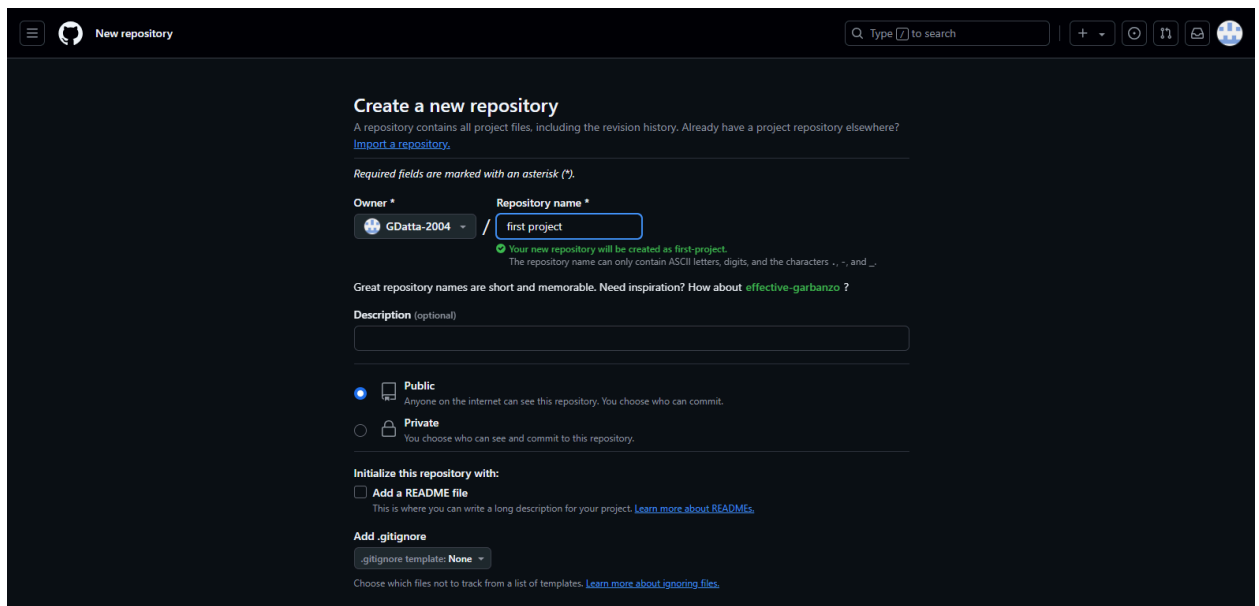 New repository
Type / to search
Create a new repository
A repository contains all project files, including the revision history. Already have a project repository elsewhere?
Import a repository.
Required fields are marked with an asterisk (*).
Owner * Repository name *
GDatta-2004 / first project
Your new repository will be created as first-project.
The repository name can only contain ASCII letters, digits, and the characters ., -, and _.
Great repository names are short and memorable. Need inspiration? How about effective-garbanzo ?
Description (optional)
Public
Anyone on the internet can see this repository. You choose who can commit.
Private
You choose who can see and commit to this repository.
Initialize this repository with:
Add a README file
This is where you can write a long description for your project. Learn more about READMEs.
Add .gitignore
.gitignore template: None
Choose which files not to track from a list of templates. Learn more about ignoring files.